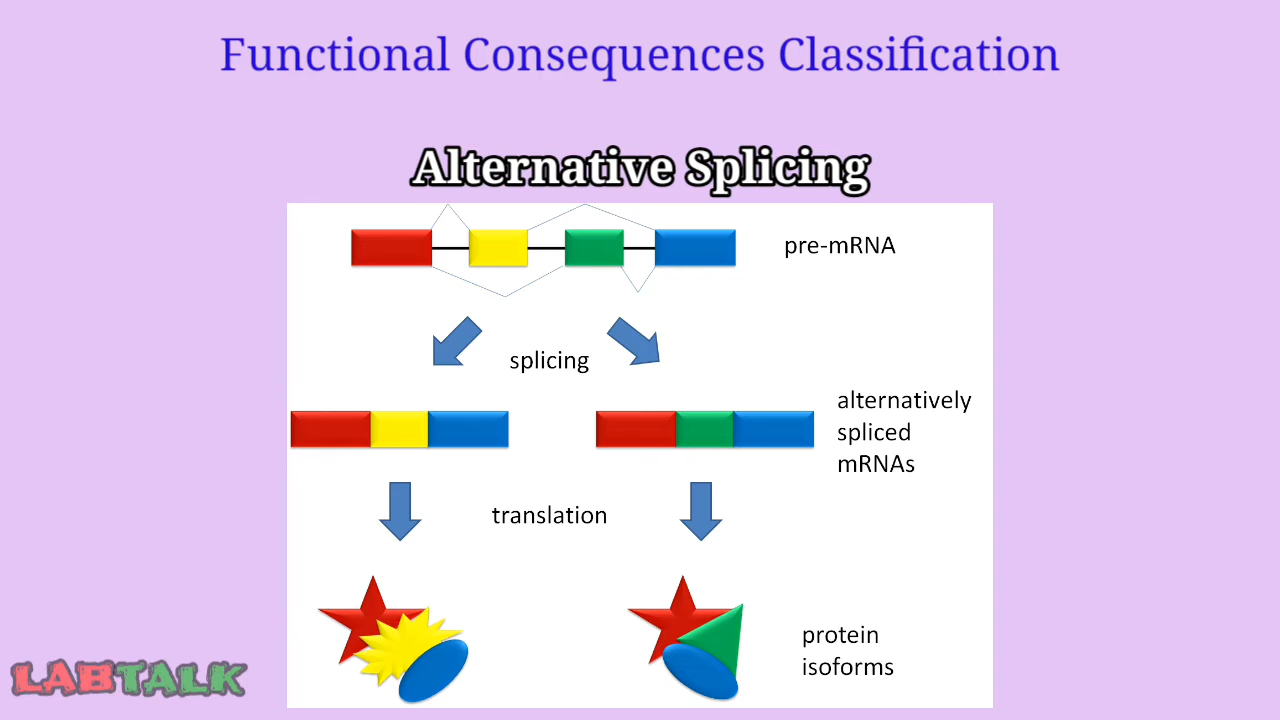 Functional Consequences Classification
Alternative Splicing
pre-mRNA
splicing
alternatively
spliced
mRNAs
translation
protein
isoforms
LABTALK